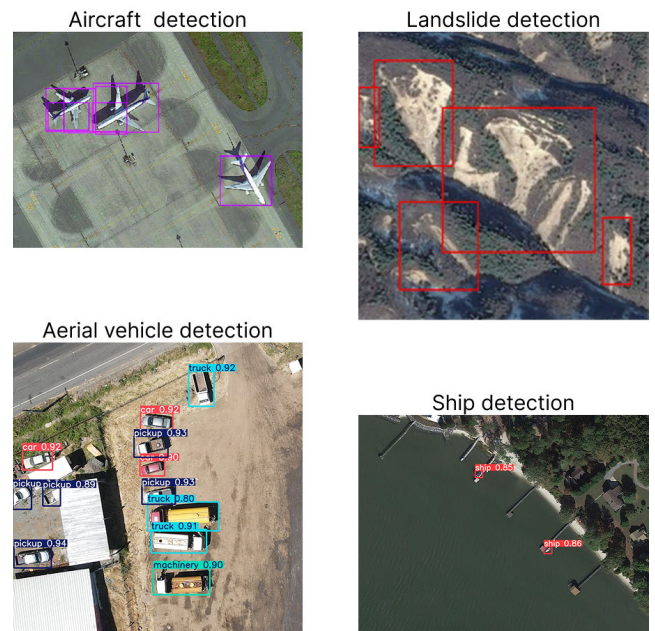 Aircraft detection
Landslide detection
Aerial vehicle detection
truck 0.92
car 0.92
pickup 0.93
car 0.92
car 0.90
pickup
pickup 0.89
pickup 0.93
truck 0.80
truck 0.91
pickup 0.94
machinery 0.90
Ship detection
ship 0.85
ship 0.86